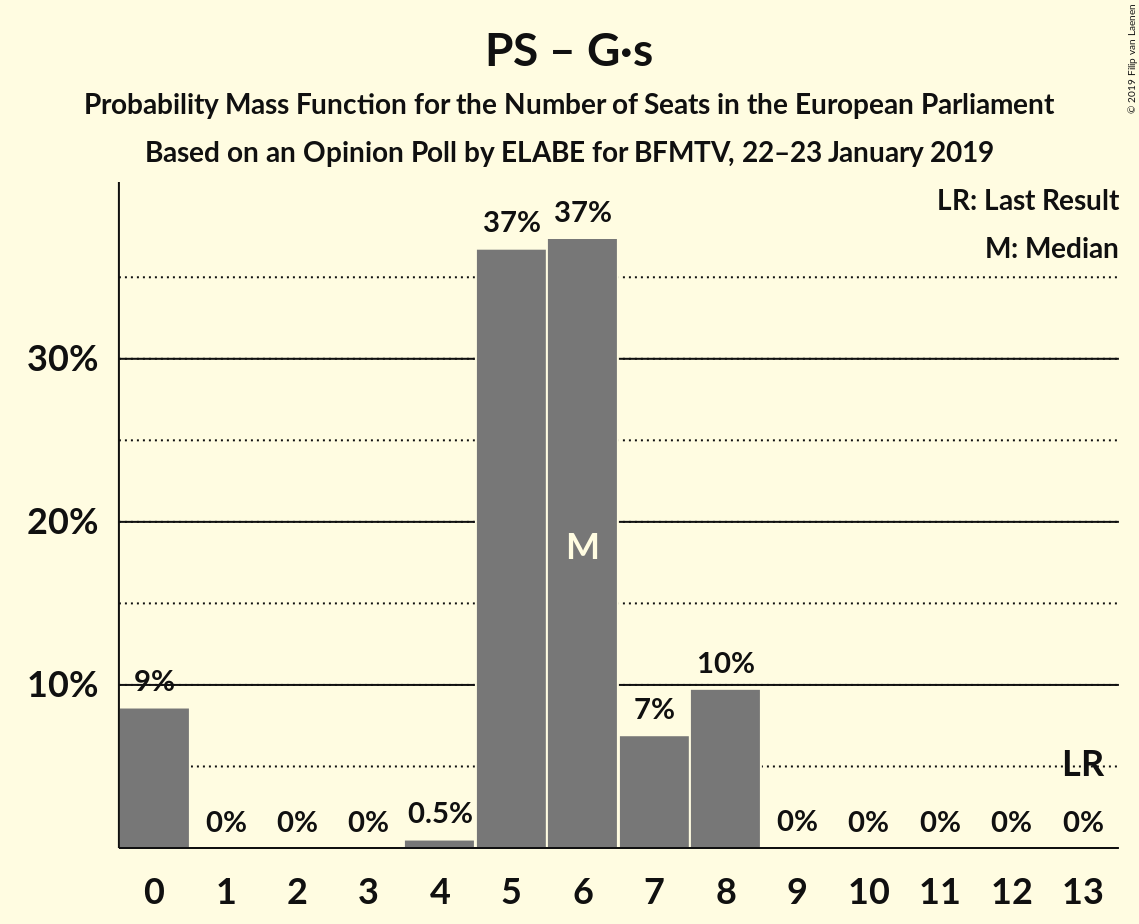 PS – G•s
Probability Mass Function for the Number of Seats in the European Parliament
Based on an Opinion Poll by ELABE for BFMTV, 22–23 January 2019
© 2019 Filip van Laenen
LR: Last Result
M: Median
37% 37%
30%
20%
M
10%
9%
10%
7%
LR
0% 0% 0% 0.5% 0% 0% 0% 0% 0%
0 1 2 3 4 5 6 7 8 9 10 11 12 13